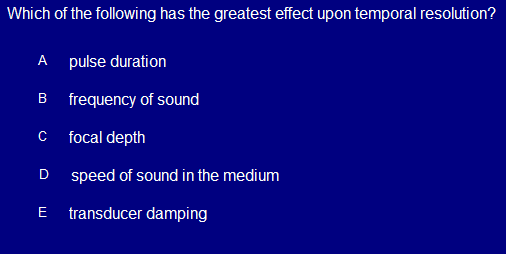 Which of the following has the greatest effect upon temporal resolution?
A pulse duration
B frequency of sound
C focal depth
D speed of sound in the medium
E transducer damping